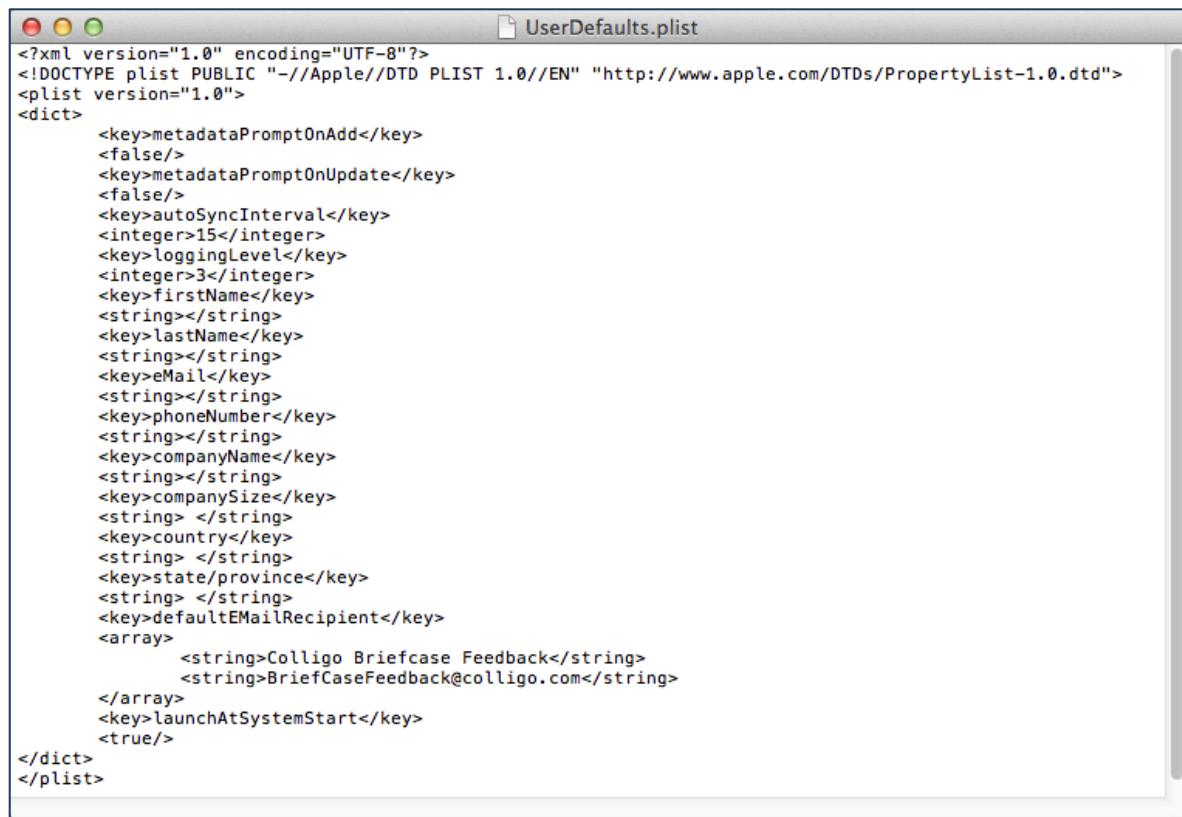 UserDefaults.plist
<?xml version="1.0" encoding="UTF-8"?>
<!DOCTYPE plist PUBLIC "-//Apple//DTD PLIST 1.0//EN" "http://www.apple.com/DTDs/PropertyList-1.0.dtd">
<plist version="1.0">
<dict>
	<key>metadataPromptOnAdd</key>
	<false/>
	<key>metadataPromptOnUpdate</key>
	<false/>
	<key>autoSyncInterval</key>
	<integer>15</integer>
	<key>loggingLevel</key>
	<integer>3</integer>
	<key>firstName</key>
	<string></string>
	<key>lastName</key>
	<string></string>
	<key>eMail</key>
	<string></string>
	<key>phoneNumber</key>
	<string></string>
	<key>companyName</key>
	<string></string>
	<key>companySize</key>
	<string> </string>
	<key>country</key>
	<string> </string>
	<key>state/province</key>
	<string> </string>
	<key>defaultEMailRecipient</key>
	<array>
		<string>Colligo Briefcase Feedback</string>
		<string>BriefCaseFeedback@colligo.com</string>
	</array>
	<key>launchAtSystemStart</key>
	<true/>
</dict>
</plist>